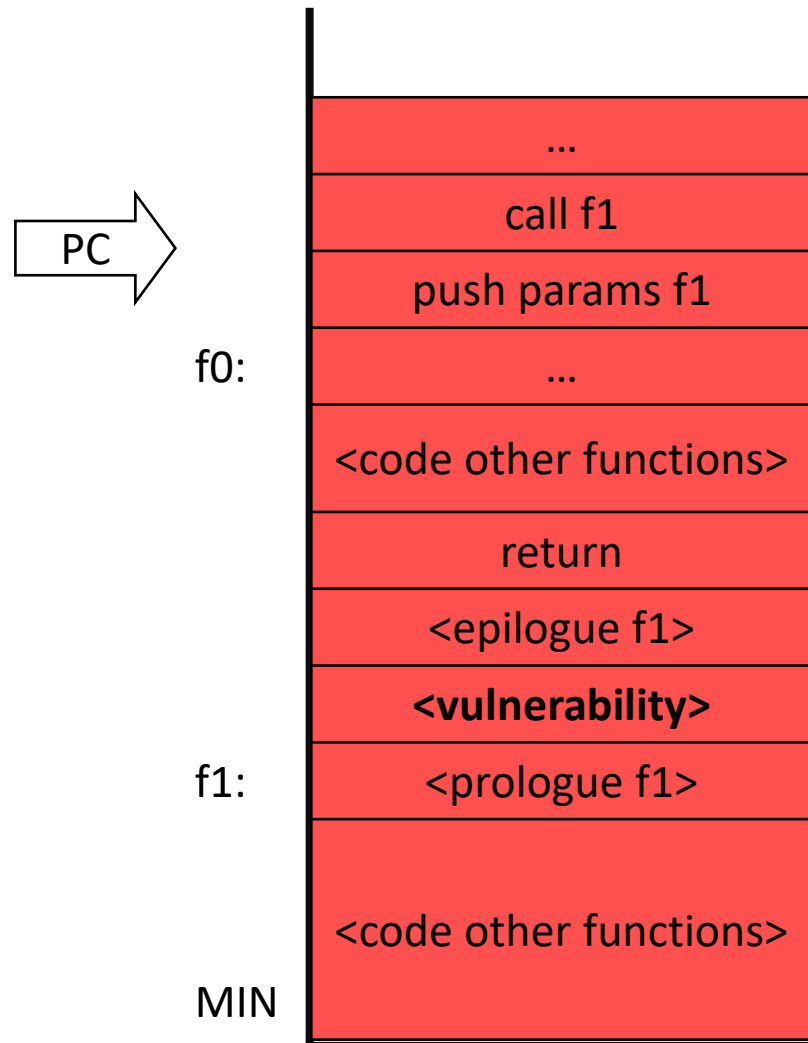 ...
call f1
PC
push params f1
f0:
...
<code other functions>
return
<epilogue f1>
<vulnerability>
f1:
<prologue f1>
<code other functions>
MIN